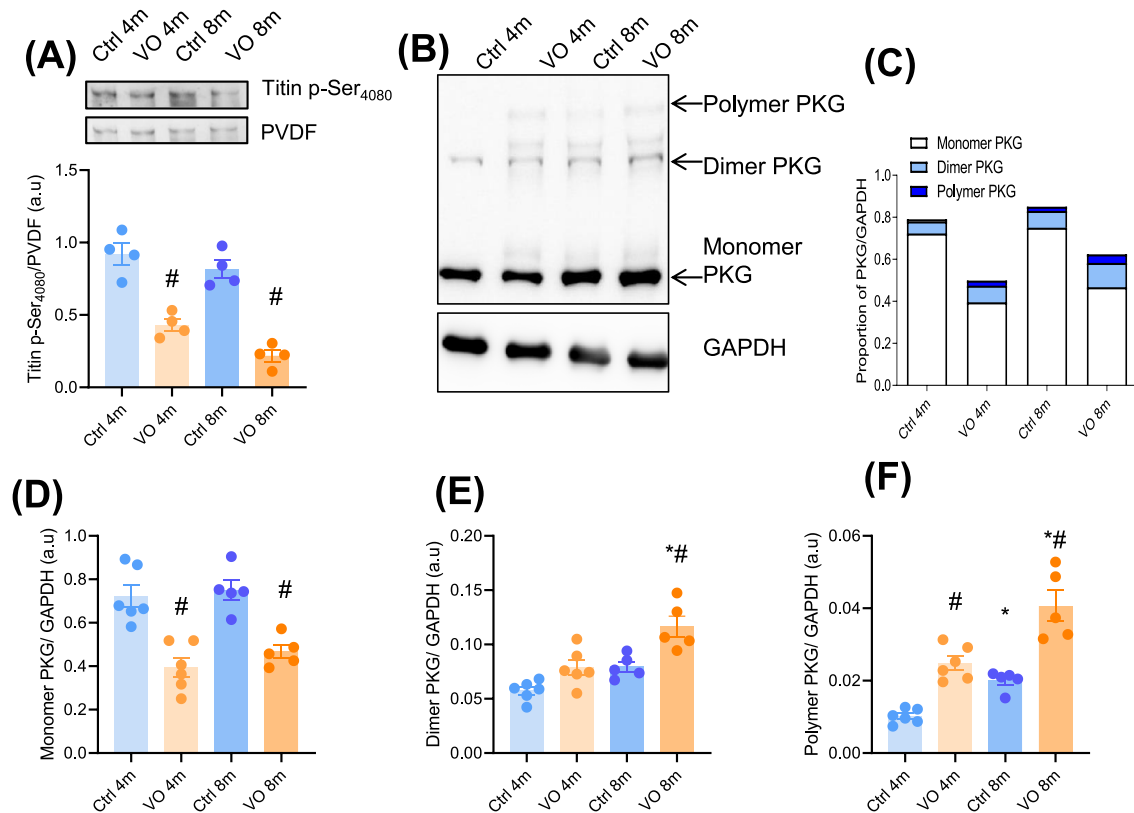 (A)
Ctrl 4m
VO 4m
Ctrl 8m
VO 8m
Titin p-Ser4080
PVDF
Titin p-Ser4080/PVDF (a.u)
1.5
1.0
0.5
0.0
#
#
Ctrl 4m
VO 4m
Ctrl 8m
VO 8m
(B)
Ctrl 4m
VO 4m
Ctrl 8m
VO 8m
Polymer PKG
Dimer PKG
Monomer
PKG
GAPDH
(C)
Monomer PKG
Dimer PKG
Polymer PKG
Proportion of PKG/GAPDH
1.0
0.8
0.6
0.4
0.2
0.0
Ctrl 4m
VO 4m
Ctrl 8m
VO 8m
(D)
Monomer PKG/ GAPDH (a.u)
1.0
0.8
0.6
0.4
0.2
0.0
#
#
Ctrl 4m
VO 4m
Ctrl 8m
VO 8m
(E)
Dimer PKG/ GAPDH (a.u)
0.20
0.15
0.10
0.05
0.00
*#
Ctrl 4m
VO 4m
Ctrl 8m
VO 8m
(F)
Polymer PKG/ GAPDH (a.u)
0.06
0.04
0.02
0.00
#
*
*#
Ctrl 4m
VO 4m
Ctrl 8m
VO 8m